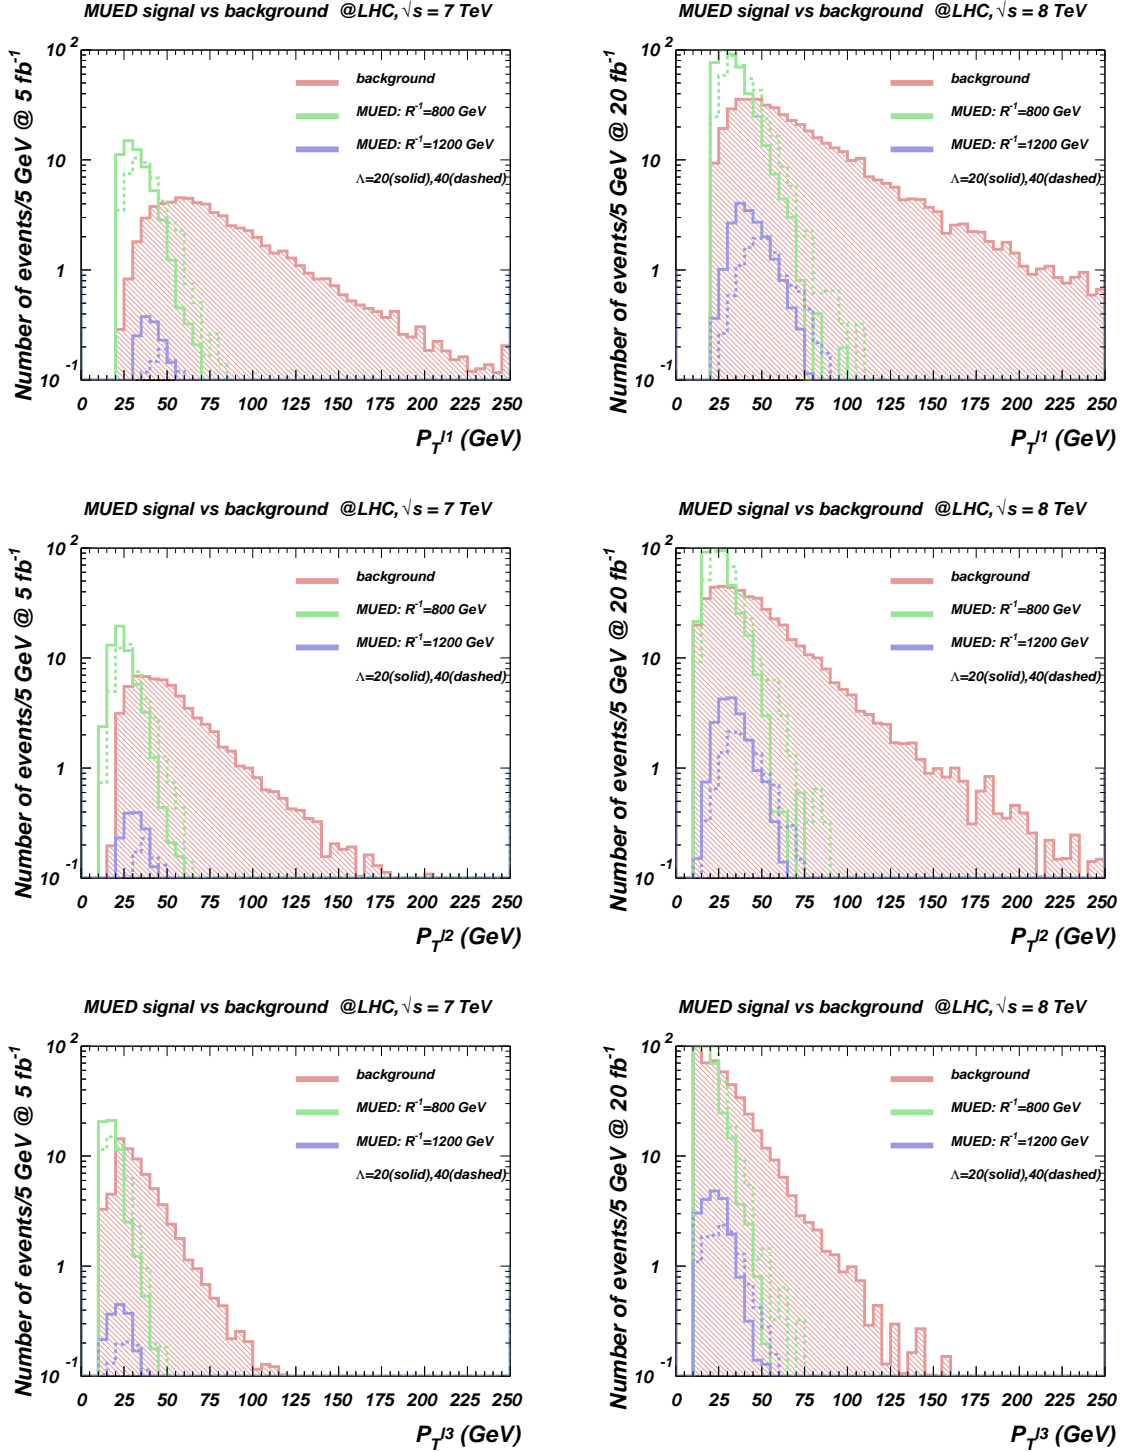 MUED signal vs background @LHC, √s = 7 TeV
Number of events/5 GeV @ 5 fb⁻¹
10²
10
1
10⁻¹
background
MUED: R⁻¹=800 GeV
MUED: R⁻¹=1200 GeV
Λ=20(solid),40(dashed)
0 25 50 75 100 125 150 175 200 225 250
P_T^l1 (GeV)
MUED signal vs background @LHC, √s = 8 TeV
Number of events/5 GeV @ 20 fb⁻¹
10²
10
1
10⁻¹
background
MUED: R⁻¹=800 GeV
MUED: R⁻¹=1200 GeV
Λ=20(solid),40(dashed)
0 25 50 75 100 125 150 175 200 225 250
P_T^l1 (GeV)
MUED signal vs background @LHC, √s = 7 TeV
Number of events/5 GeV @ 5 fb⁻¹
10²
10
1
10⁻¹
background
MUED: R⁻¹=800 GeV
MUED: R⁻¹=1200 GeV
Λ=20(solid),40(dashed)
0 25 50 75 100 125 150 175 200 225 250
P_T^l2 (GeV)
MUED signal vs background @LHC, √s = 8 TeV
Number of events/5 GeV @ 20 fb⁻¹
10²
10
1
10⁻¹
background
MUED: R⁻¹=800 GeV
MUED: R⁻¹=1200 GeV
Λ=20(solid),40(dashed)
0 25 50 75 100 125 150 175 200 225 250
P_T^l2 (GeV)
MUED signal vs background @LHC, √s = 7 TeV
Number of events/5 GeV @ 5 fb⁻¹
10²
10
1
10⁻¹
background
MUED: R⁻¹=800 GeV
MUED: R⁻¹=1200 GeV
Λ=20(solid),40(dashed)
0 25 50 75 100 125 150 175 200 225 250
P_T^l3 (GeV)
MUED signal vs background @LHC, √s = 8 TeV
Number of events/5 GeV @ 20 fb⁻¹
10²
10
1
10⁻¹
background
MUED: R⁻¹=800 GeV
MUED: R⁻¹=1200 GeV
Λ=20(solid),40(dashed)
0 25 50 75 100 125 150 175 200 225 250
P_T^l3 (GeV)